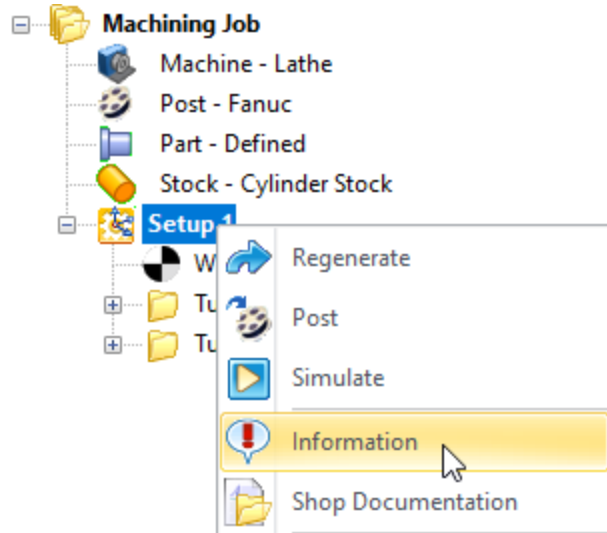 Machining Job
Machine - Lathe
Post - Fanuc
Part - Defined
Stock - Cylinder Stock
Setup 1
Regenerate
Post
Simulate
Information
Shop Documentation